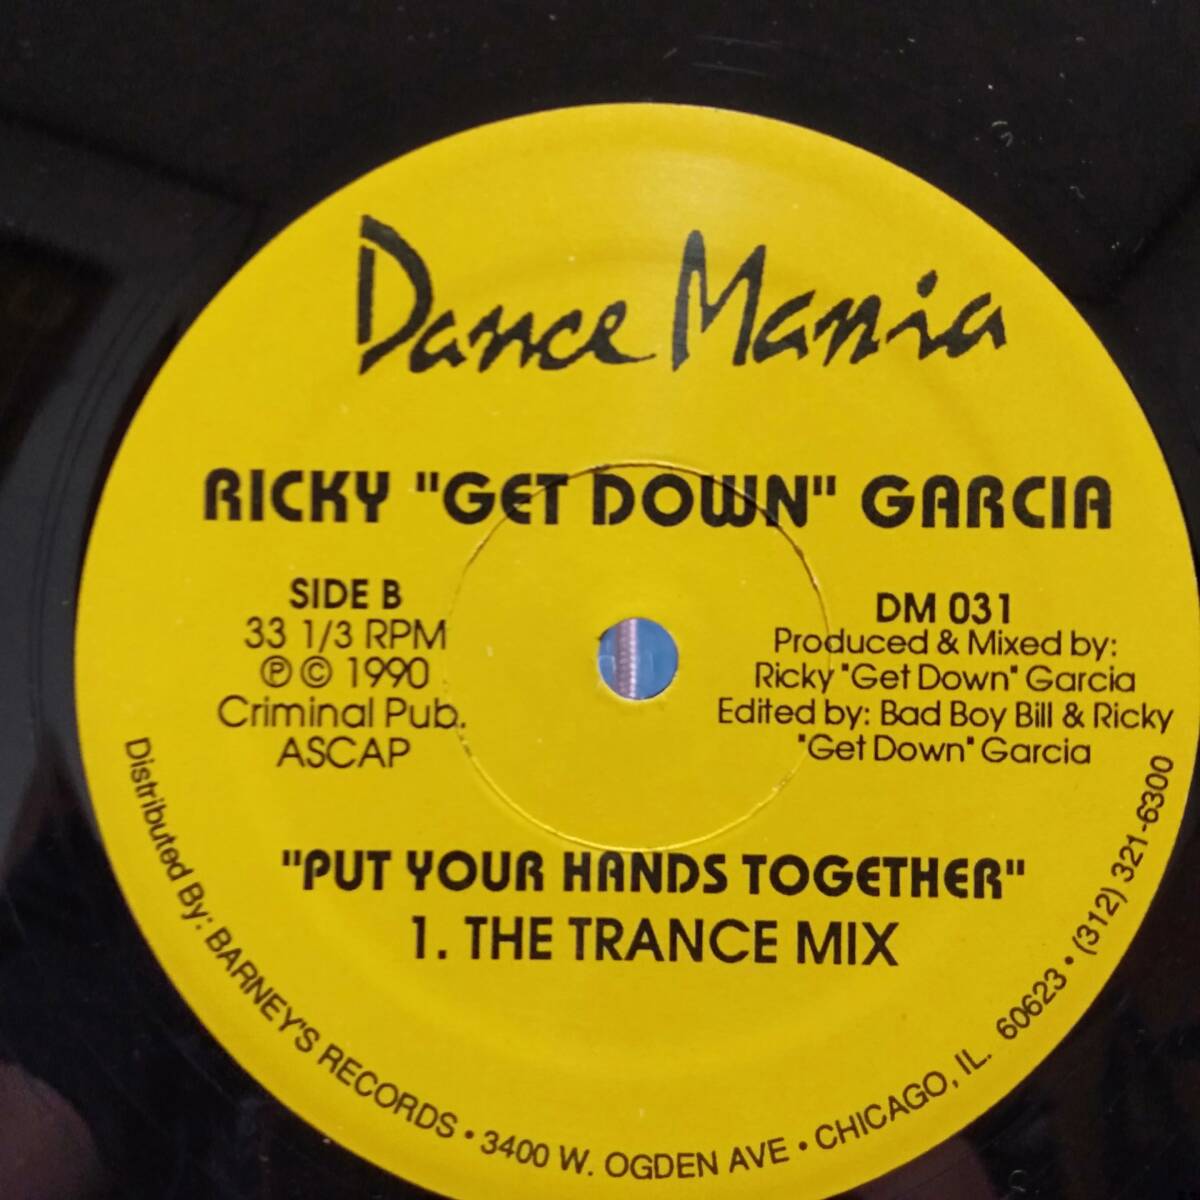 Dance Mania
RICKY "GET DOWN" GARCIA
SIDE B
33 1/3 RPM
℗ © 1990
Criminal Pub.
ASCAP
DM 031
Produced & Mixed by:
Ricky "Get Down" Garcia
Edited by: Bad Boy Bill & Ricky
"Get Down" Garcia
"PUT YOUR HANDS TOGETHER"
1. THE TRANCE MIX
Distributed By: BARNEY'S RECORDS • 3400 W. OGDEN AVE • CHICAGO, IL. 60623 • (312) 321-6300